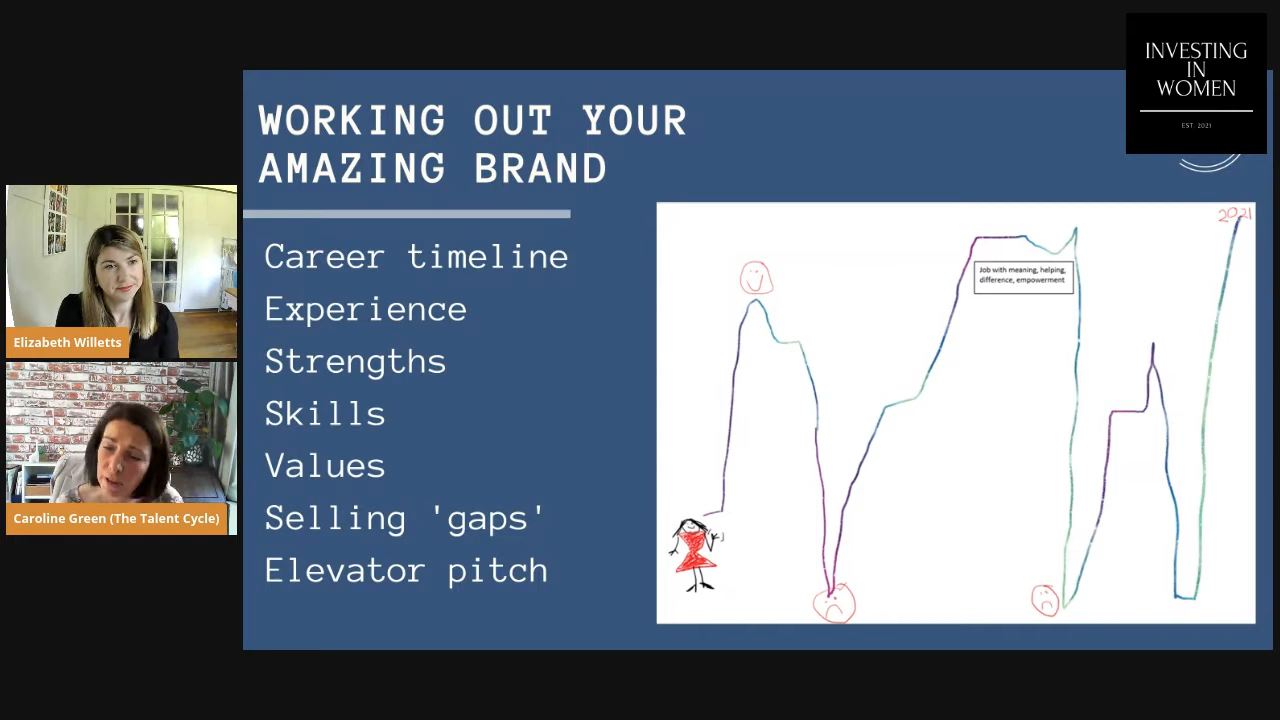 INVESTING
IN
WOMEN
EST. 2021
WORKING OUT YOUR
AMAZING BRAND
Career timeline
Experience
Strengths
Skills
Values
Selling 'gaps'
Elevator pitch
2021
Job with meaning, helping,
difference, empowerment
Elizabeth Willetts
Caroline Green (The Talent Cycle)